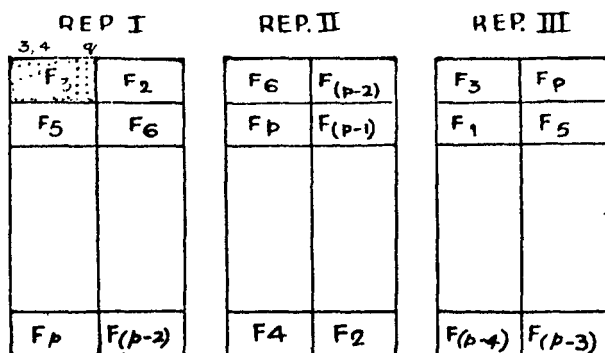 REP I REP. II REP. III
3,4 q
F3 F2 F6 F(p-2) F3 Fp
F5 F6 Fp F(p-1) F1 F5
Fp F(p-2) F4 F2 F(p-4) F(p-3)